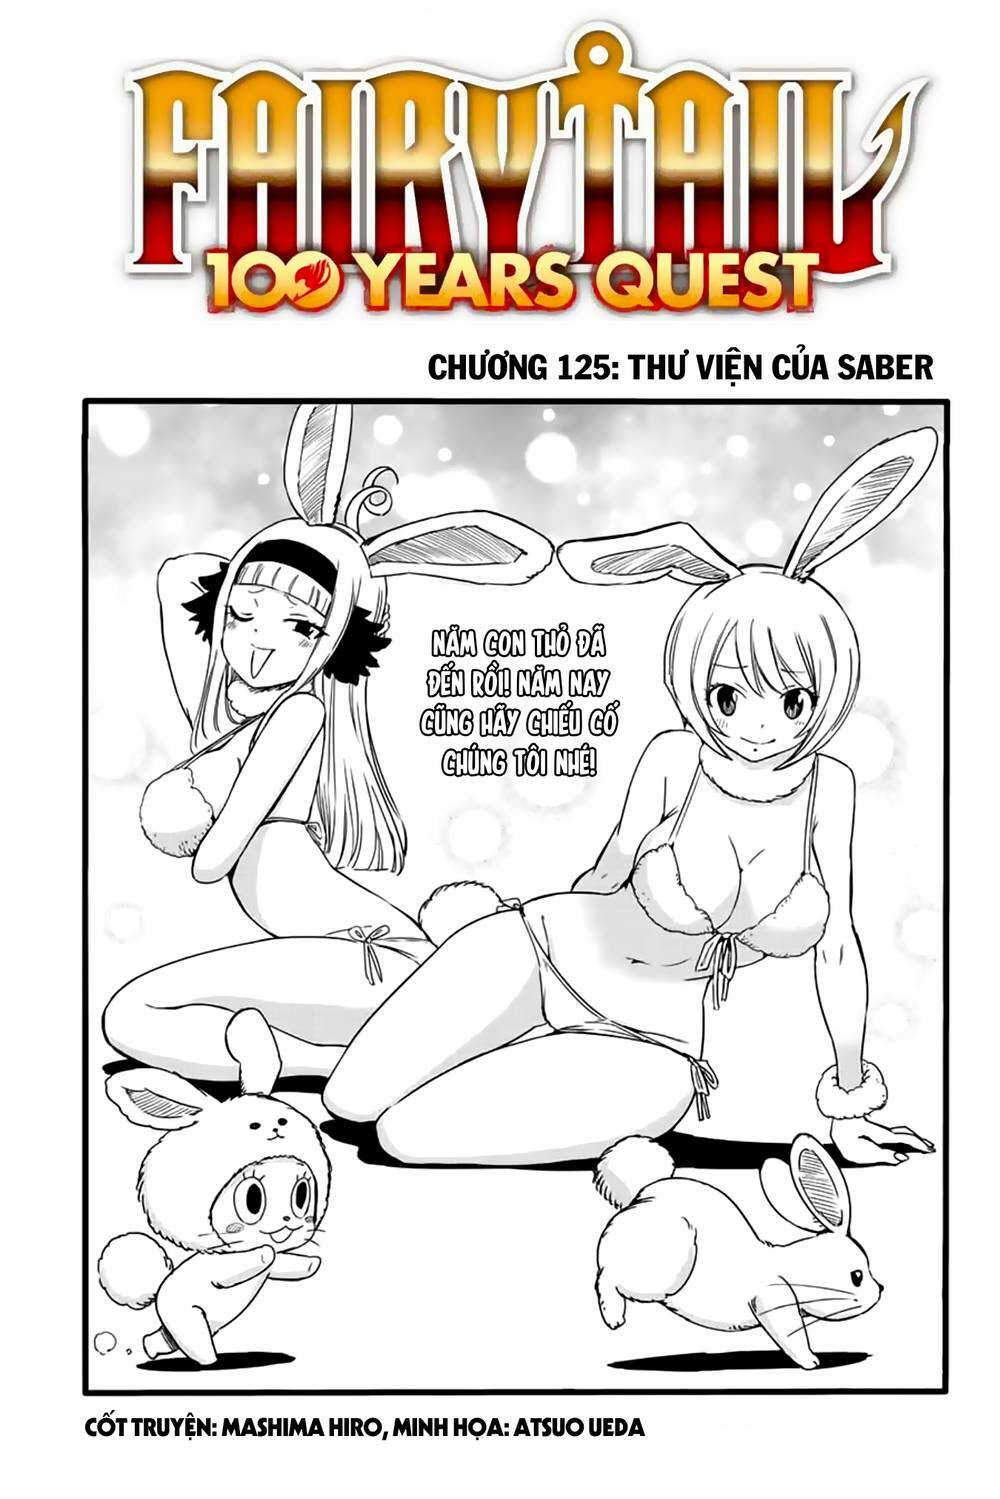 FAIRY TAIL
100 YEARS QUEST
CHƯƠNG 125: THƯ VIỆN CỦA SABER
NĂM CON THỎ ĐÃ
ĐẾN RỒI! NĂM NAY
CŨNG HÃY CHIẾU CỐ
CHÚNG TÔI NHÉ!
CỐT TRUYỆN: MASHIMA HIRO, MINH HỌA: ATSUO UEDA